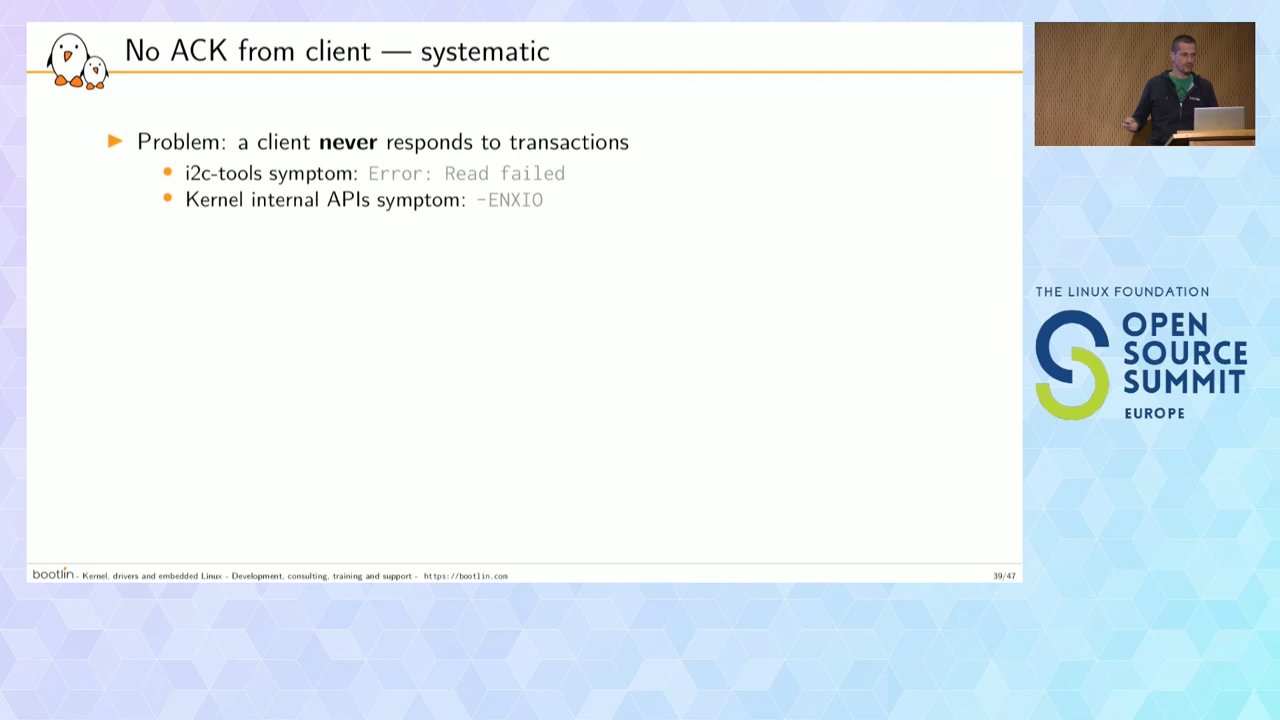 No ACK from client — systematic
Problem: a client never responds to transactions
i2c-tools symptom: Error: Read failed
Kernel internal APIs symptom: -ENXIO
bootlin - Kernel, drivers and embedded Linux - Development, consulting, training and support - https://bootlin.com
39/47
THE LINUX FOUNDATION
OPEN
SOURCE
SUMMIT
EUROPE